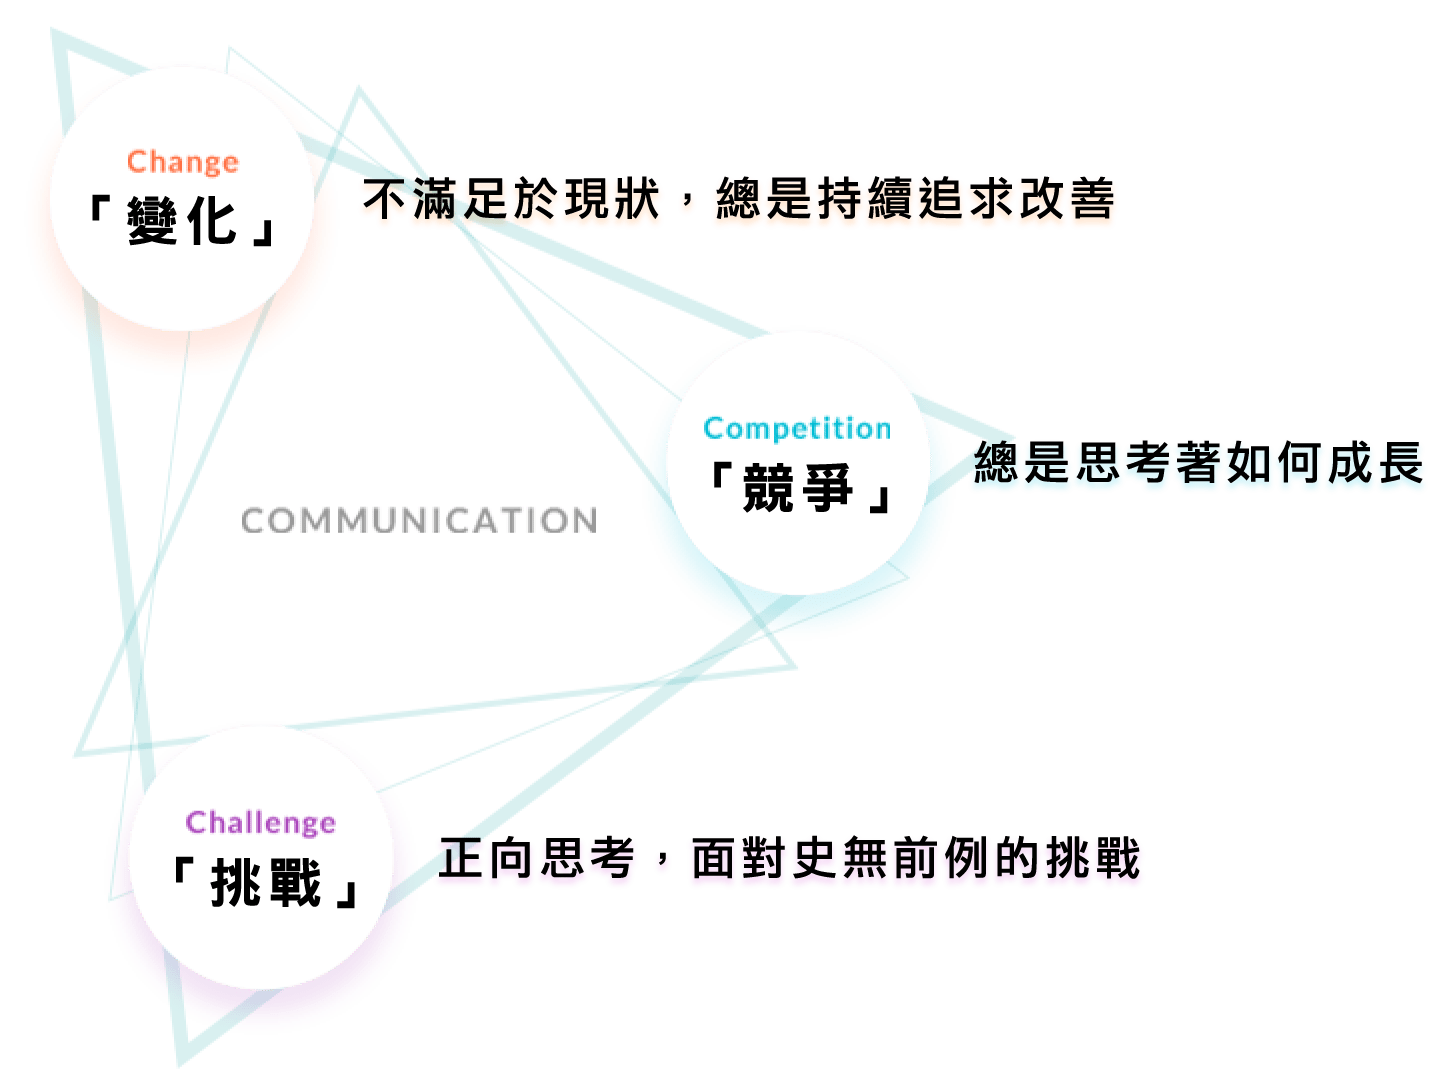 Change
「變化」
不滿足於現狀，總是持續追求改善
Competition
「競爭」
總是思考著如何成長
COMMUNICATION
Challenge
「挑戰」
正向思考，面對史無前例的挑戰